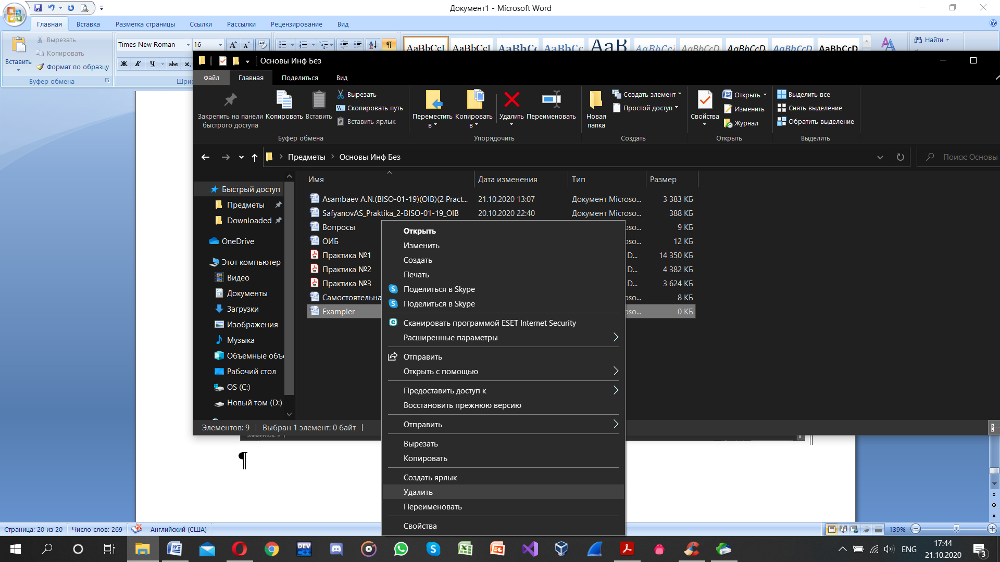 Документ1 - Microsoft Word
Главная Вставка Разметка страницы Ссылки Рассылки Рецензирование Вид
Вставить
Вырезать
Копировать
Формат по образцу
Буфер обмена
Times New Roman 16
Ж К Ч abc x
AaBbCcI AaBbCcI AaBbCc AaBbCc АаВ AaBbCcI AaBbCcDc AaBbCcDc AaBbCcD AaBbCcD
Найти
Основы Инф Без
Файл Главная Поделиться Вид
Закрепить на панели быстрого доступа
Копировать
Вставить
Вырезать
Скопировать путь
Вставить ярлык
Буфер обмена
Переместить в
Копировать в
Удалить
Переименовать
Упорядочить
Новая папка
Создать элемент
Простой доступ
Создать
Свойства
Открыть
Изменить
Журнал
Открыть
Выделить все
Снять выделение
Обратить выделение
Выделить
Предметы Основы Инф Без
Поиск: Основы
Быстрый доступ
Предметы
Downloaded
OneDrive
Этот компьютер
Видео
Документы
Загрузки
Изображения
Музыка
Объемные объ
Рабочий стол
OS (C:)
Новый том (D:)
Имя Дата изменения Тип Размер
Asambaev A.N.(BISO-01-19)(OIB)(2 Pract... 21.10.2020 13:07 Документ Microso... 3 383 КБ
SafyanovAS_Praktika_2-BISO-01-19_OIB 20.10.2020 22:40 Документ Microso... 388 КБ
Вопросы oso... 9 КБ
ОИБ oso... 12 КБ
Практика №1 D... 14 350 КБ
Практика №2 D... 4 382 КБ
Практика №3 D... 3 624 КБ
Самостоятельна oso... 8 КБ
Exampler oso... 0 КБ
Открыть
Изменить
Создать
Печать
Поделиться в Skype
Поделиться в Skype
Сканировать программой ESET Internet Security
Расширенные параметры
Отправить
Открыть с помощью
Предоставить доступ к
Восстановить прежнюю версию
Отправить
Вырезать
Копировать
Создать ярлык
Удалить
Переименовать
Свойства
Элементов: 9 Выбран 1 элемент: 0 байт
Элементов: 9
¶
Страница: 20 из 20 Число слов: 269 Английский (США) 139%
ENG
17:44
21.10.2020
3